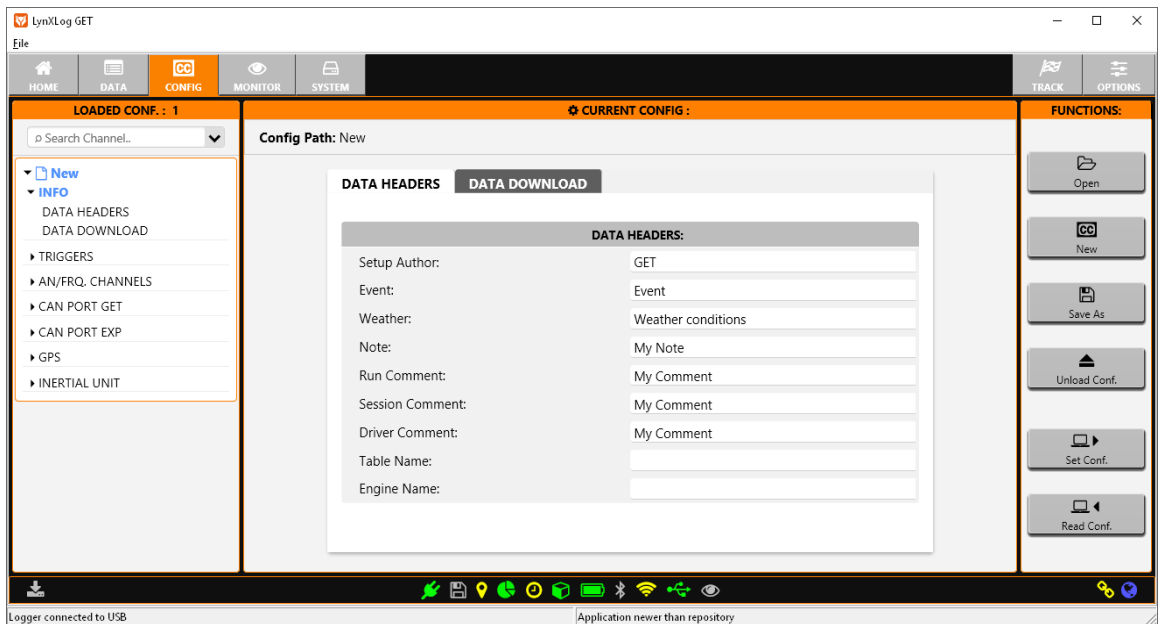 LynXLog GET
File
HOME
DATA
CONFIG
MONITOR
SYSTEM
TRACK
OPTIONS
LOADED CONF. : 1
CURRENT CONFIG :
FUNCTIONS:
Search Channel..
Config Path: New
New
INFO
DATA HEADERS
DATA DOWNLOAD
TRIGGERS
AN/FRQ. CHANNELS
CAN PORT GET
CAN PORT EXP
GPS
INERTIAL UNIT
DATA HEADERS
DATA DOWNLOAD
DATA HEADERS:
Setup Author: GET
Event: Event
Weather: Weather conditions
Note: My Note
Run Comment: My Comment
Session Comment: My Comment
Driver Comment: My Comment
Table Name:
Engine Name:
Open
CC
New
Save As
Unload Conf.
Set Conf.
Read Conf.
Logger connected to USB
Application newer than repository